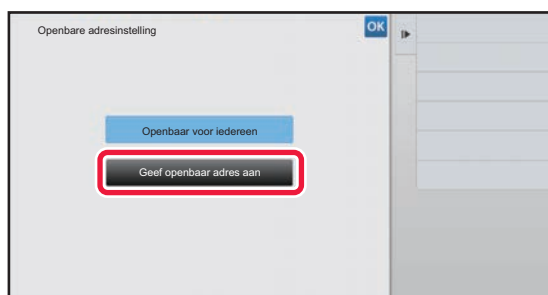 Openbare adresinstelling
OK
Openbaar voor iedereen
Geef openbaar adres aan